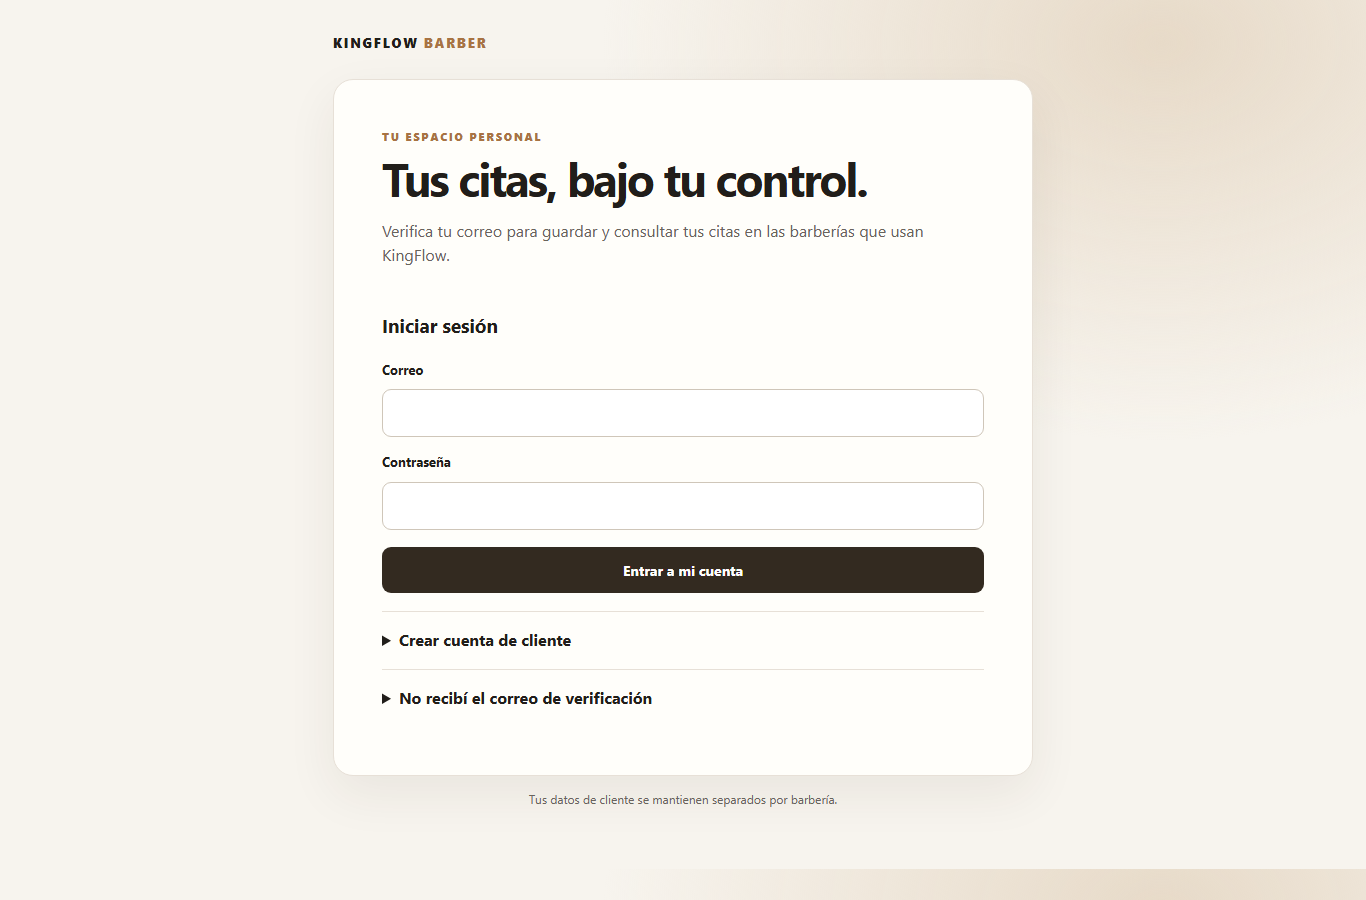 KINGFLOW BARBER
TU ESPACIO PERSONAL
Tus citas, bajo tu control.
Verifica tu correo para guardar y consultar tus citas en las barberías que usan
KingFlow.
Iniciar sesión
Correo
Contraseña
Entrar a mi cuenta
Crear cuenta de cliente
No recibí el correo de verificación
Tus datos de cliente se mantienen separados por barbería.